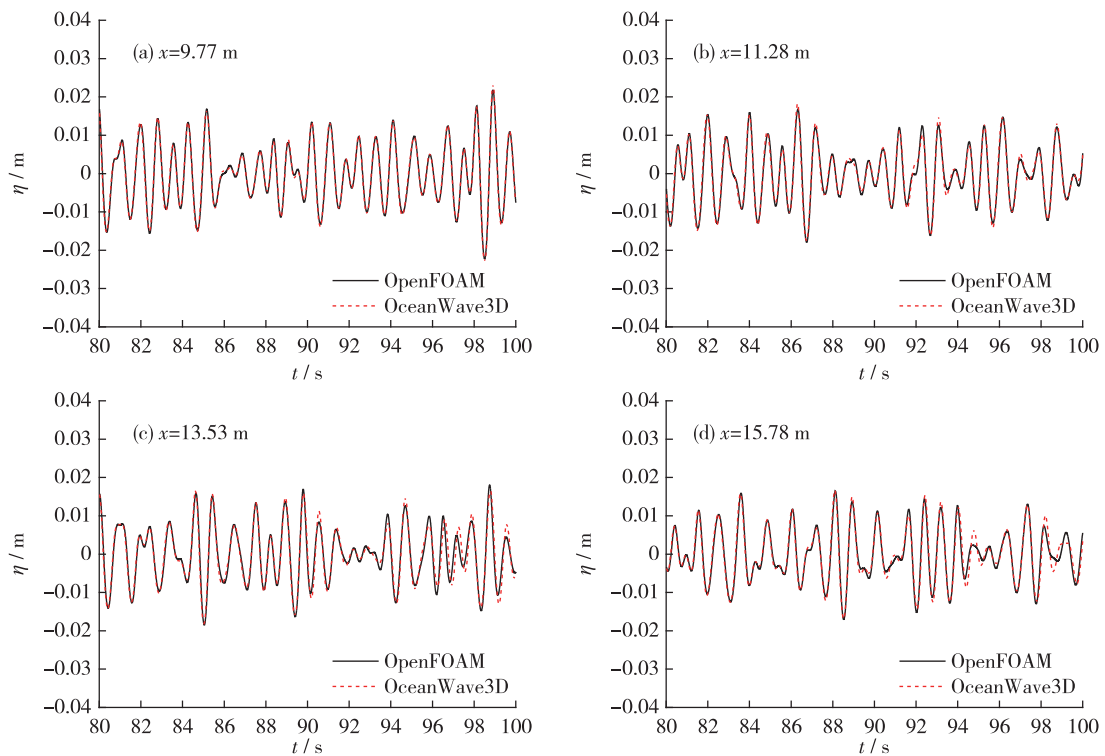 0.04
0.03
0.02
0.01
0
−0.01
−0.02
−0.03
−0.04
η / m
(a) x=9.77 m
OpenFOAM
OceanWave3D
80 82 84 86 88 90 92 94 96 98 100
t / s
0.04
0.03
0.02
0.01
0
−0.01
−0.02
−0.03
−0.04
η / m
(b) x=11.28 m
OpenFOAM
OceanWave3D
80 82 84 86 88 90 92 94 96 98 100
t / s
0.04
0.03
0.02
0.01
0
−0.01
−0.02
−0.03
−0.04
η / m
(c) x=13.53 m
OpenFOAM
OceanWave3D
80 82 84 86 88 90 92 94 96 98 100
t / s
0.04
0.03
0.02
0.01
0
−0.01
−0.02
−0.03
−0.04
η / m
(d) x=15.78 m
OpenFOAM
OceanWave3D
80 82 84 86 88 90 92 94 96 98 100
t / s